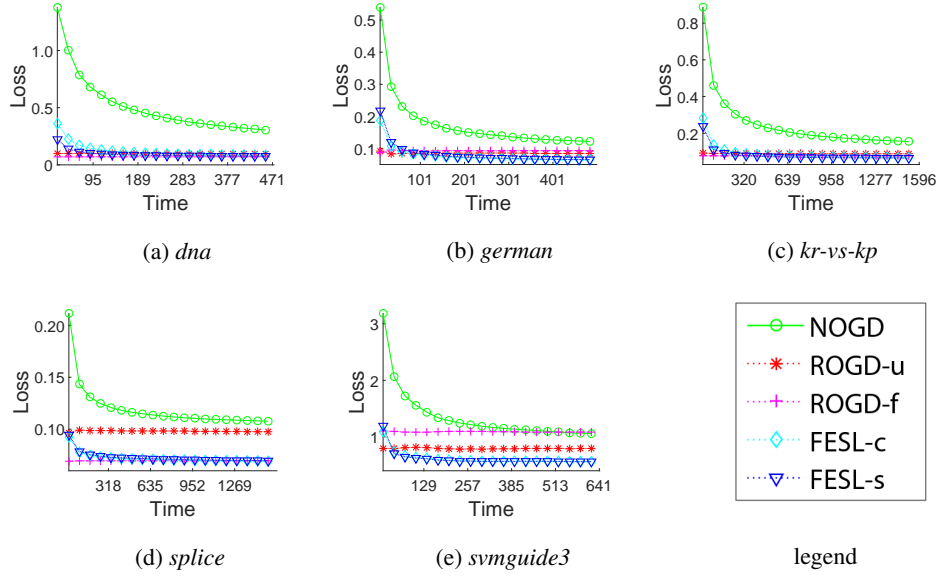 Loss
1.0
0.5
0
95 189 283 377 471
Time
(a) dna
Loss
0.5
0.4
0.3
0.2
0.1
101 201 301 401
Time
(b) german
Loss
0.8
0.6
0.4
0.2
320 639 958 1277 1596
Time
(c) kr-vs-kp
Loss
0.20
0.15
0.10
318 635 952 1269
Time
(d) splice
Loss
3
2
1
129 257 385 513 641
Time
(e) svmguide3
NOGD
ROGD-u
ROGD-f
FESL-c
FESL-s
legend